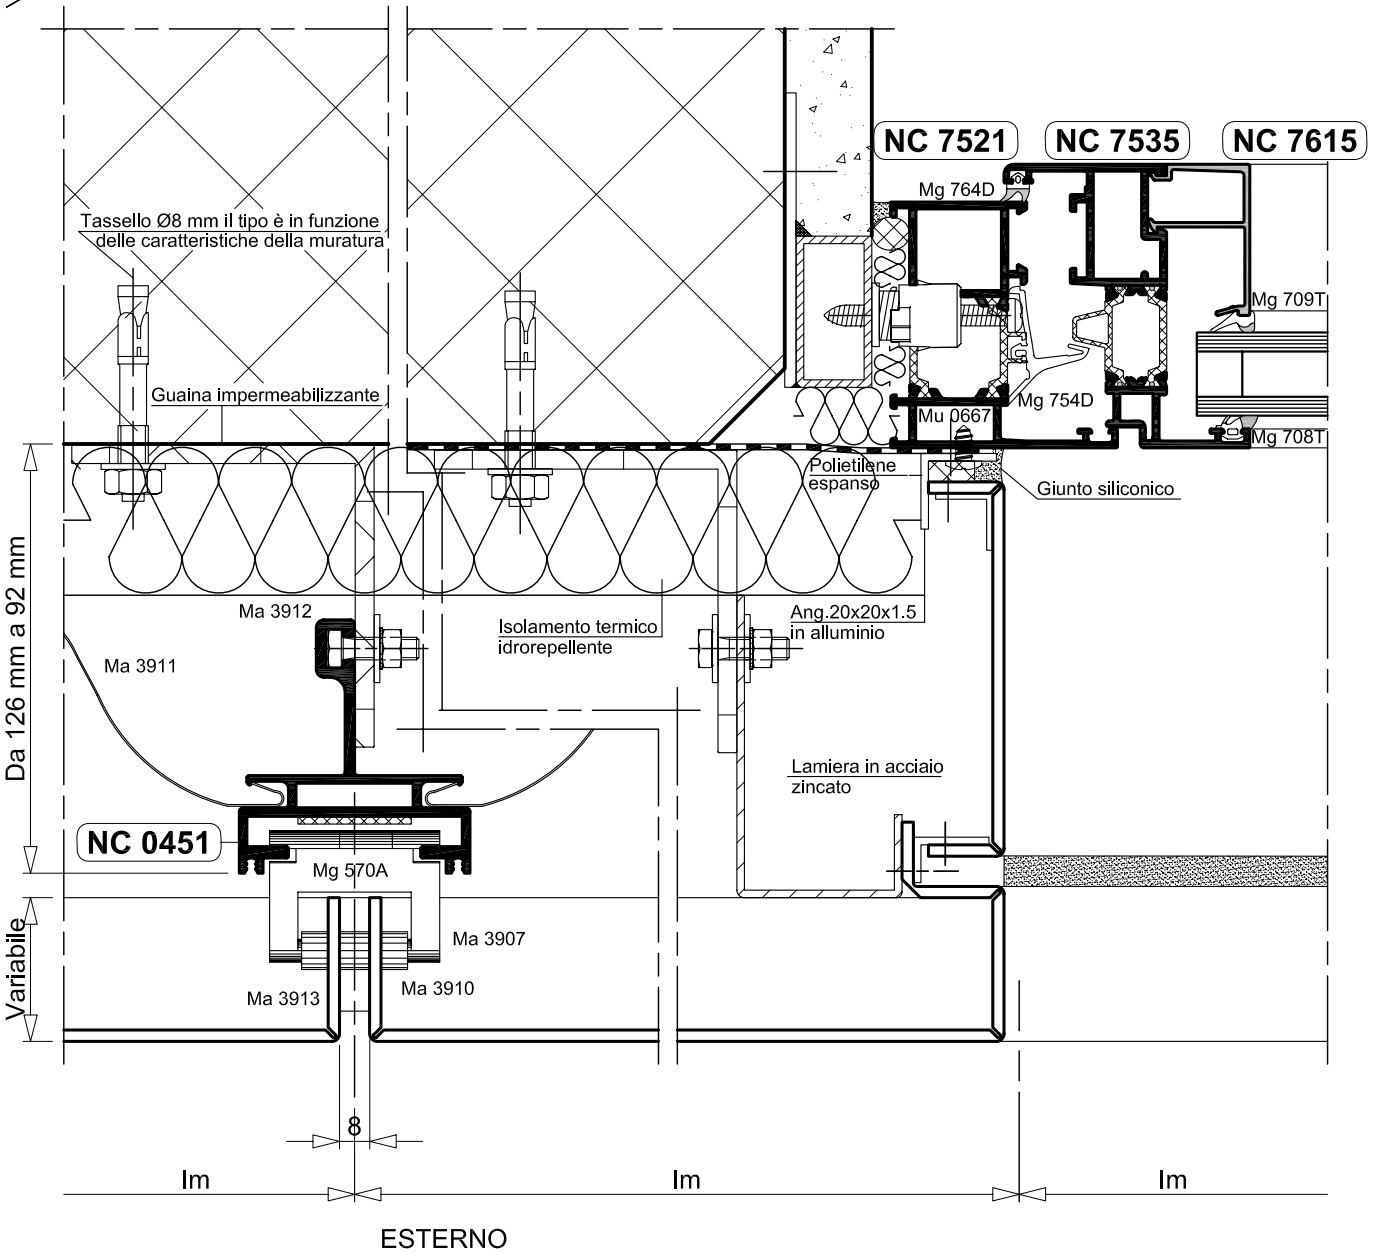 NC 7521
NC 7535
NC 7615
Mg 764D
Tassello Ø8 mm il tipo è in funzione
delle caratteristiche della muratura
Mg 709T
Guaina impermeabilizzante
Mg 754D
Mu 0667
Mg 708T
Polietilene
espanso
Giunto siliconico
Da 126 mm a 92 mm
Ma 3912
Isolamento termico
idrorepellente
Ang.20x20x1.5
in alluminio
Ma 3911
Lamiera in acciaio
zincato
NC 0451
Mg 570A
Variabile
Ma 3907
Ma 3913
Ma 3910
8
Im
Im
Im
ESTERNO